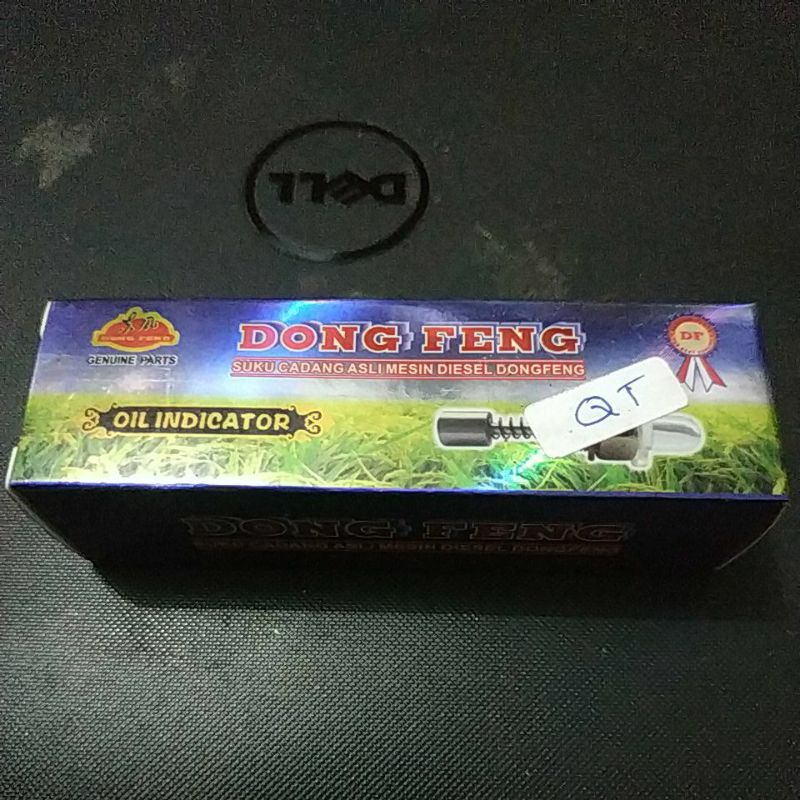 DELL
DONG FENG
GENUINE PARTS
DONG FENG
SUKU CADANG ASLI MESIN DIESEL DONGFENG
DF
OIL INDICATOR
QT
DONG FENG
SUKU CADANG ASLI MESIN DIESEL DONGFENG